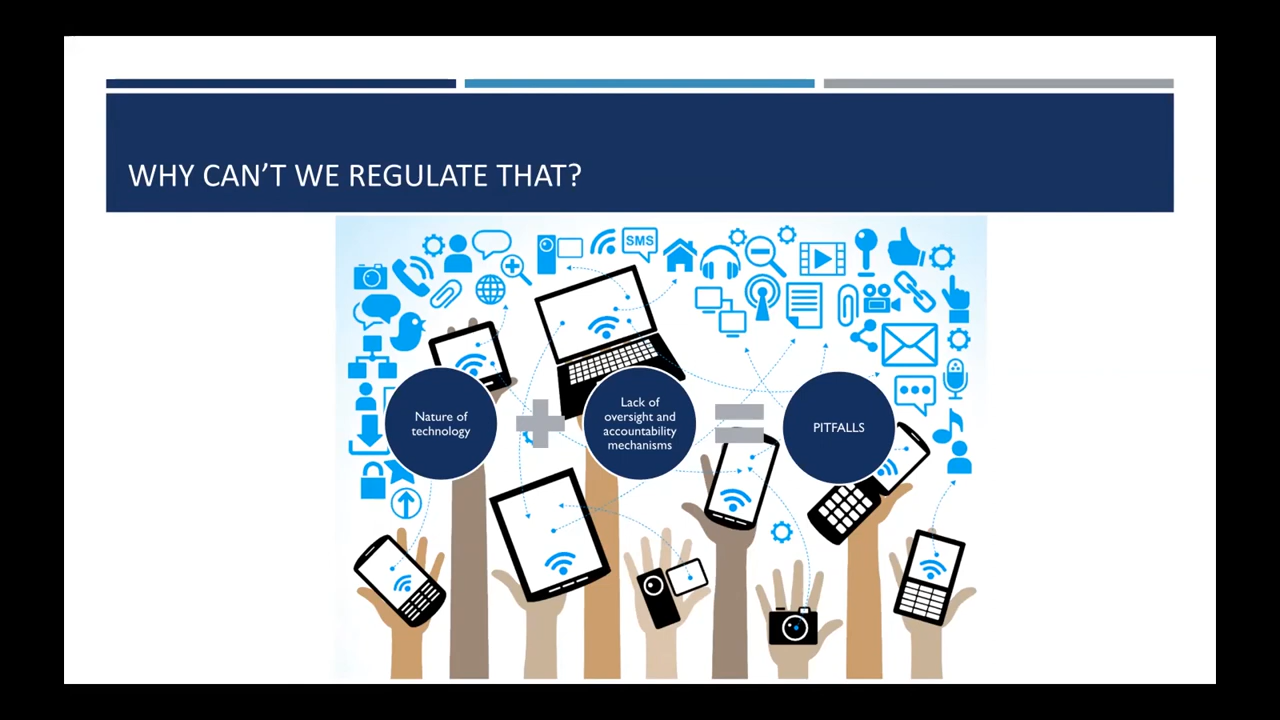 WHY CAN'T WE REGULATE THAT?
SMS
Nature of
technology
Lack of
oversight and
accountability
mechanisms
PITFALLS